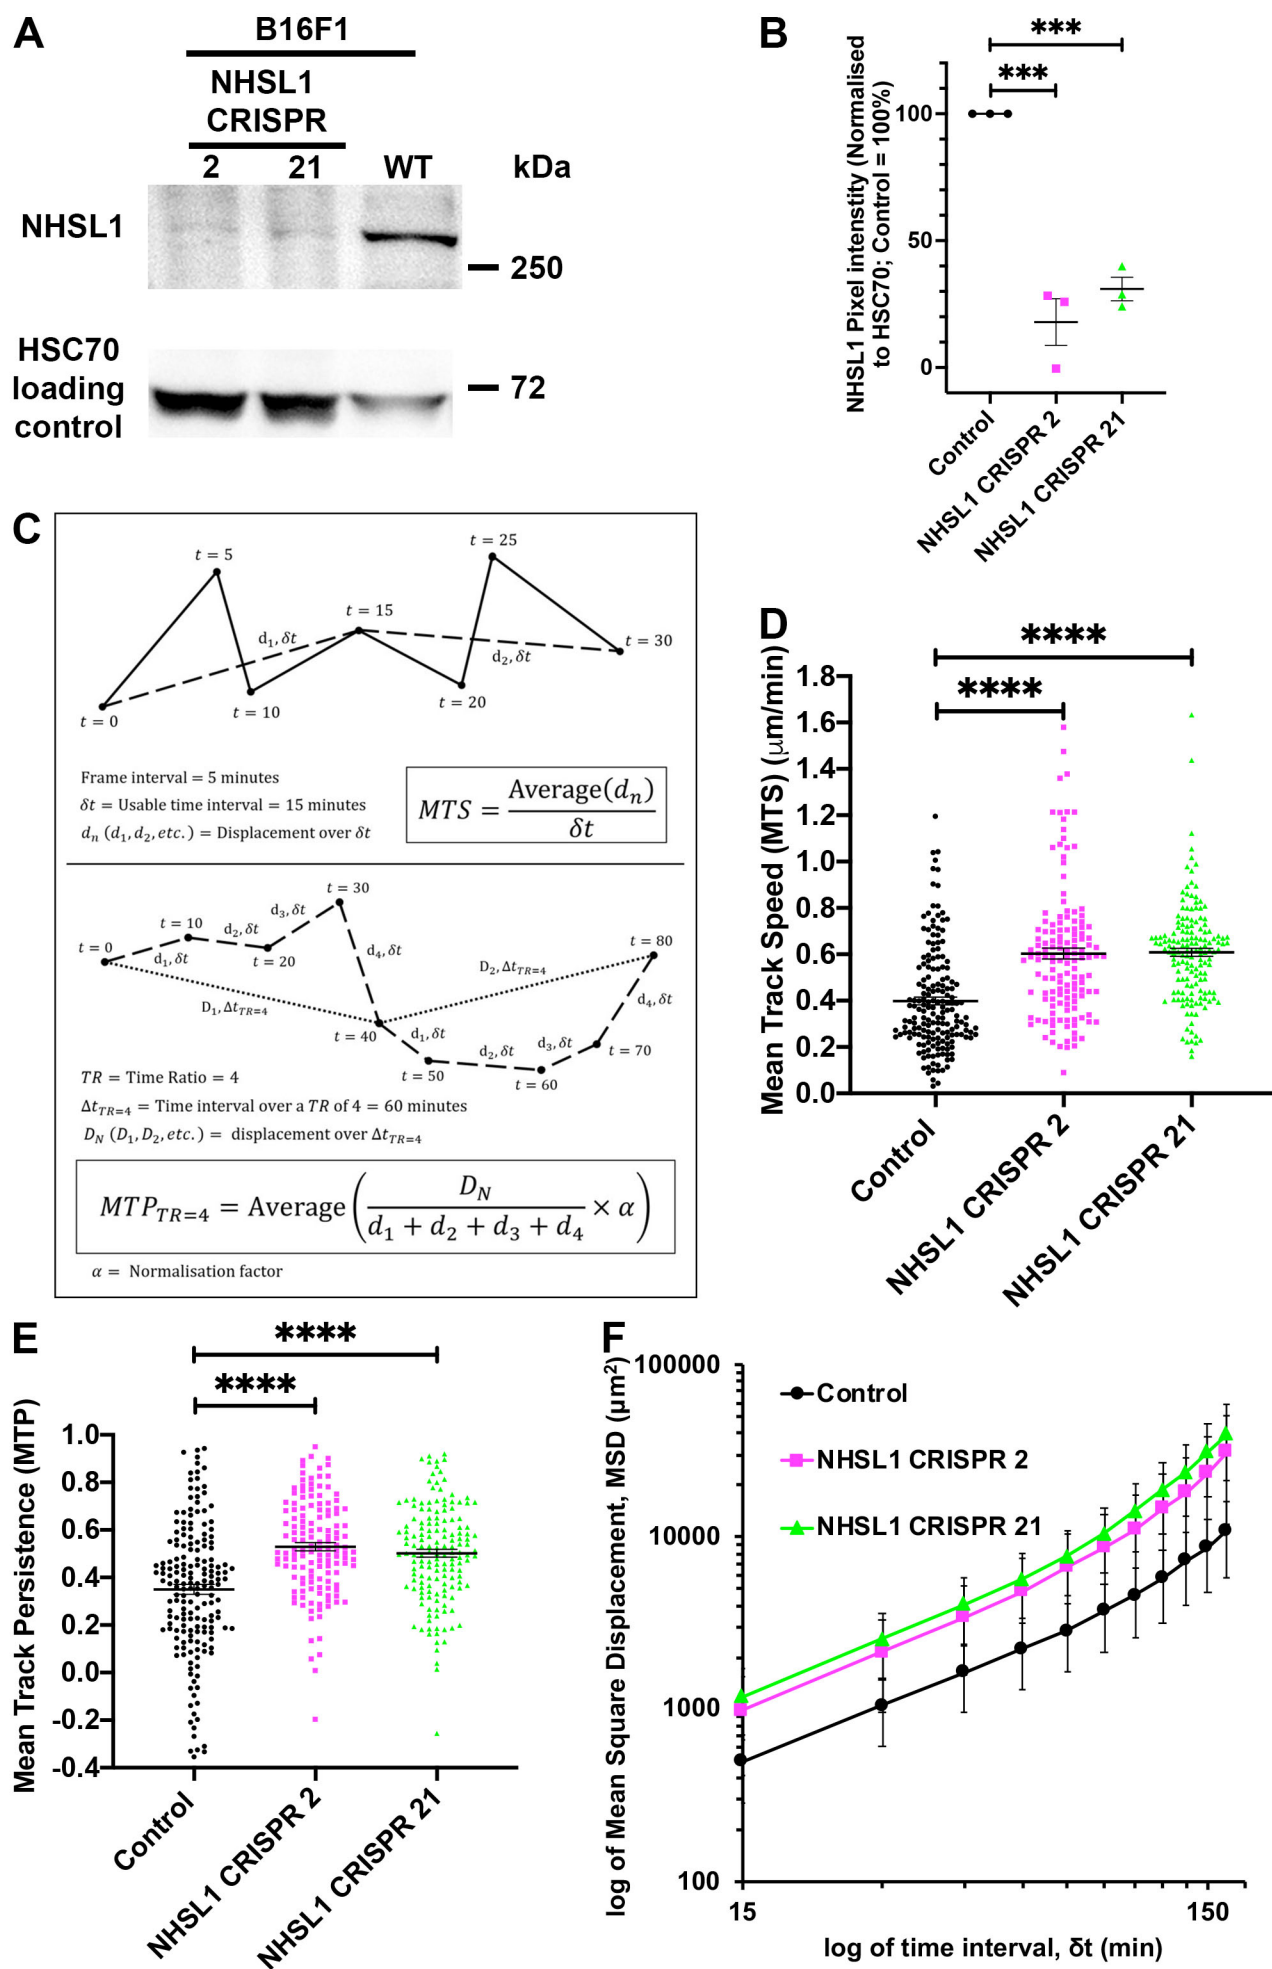 A
B16F1
NHSL1
CRISPR
2 21 WT kDa
NHSL1
250
HSC70
loading
control
72
B
***
***
NHSL1 Pixel intenstity (Normalised
to HSC70; Control = 100%)
100
50
0
Control
NHSL1 CRISPR 2
NHSL1 CRISPR 21
C
t = 0
t = 5
t = 10
t = 15
t = 20
t = 25
t = 30
d₁, δt
d₂, δt
Frame interval = 5 minutes
δt = Usable time interval = 15 minutes
dₙ (d₁, d₂, etc.) = Displacement over δt
MTS = Average(dₙ) / δt
t = 0
t = 10
t = 20
t = 30
t = 40
t = 50
t = 60
t = 70
t = 80
d₁, δt
d₂, δt
d₃, δt
d₄, δt
D₁, Δt_TR=4
D₂, Δt_TR=4
d₁, δt
d₂, δt
d₃, δt
d₄, δt
TR = Time Ratio = 4
Δt_TR=4 = Time interval over a TR of 4 = 60 minutes
D_N (D₁, D₂, etc.) = displacement over Δt_TR=4
MTP_TR=4 = Average( D_N / d₁ + d₂ + d₃ + d₄ × α )
α = Normalisation factor
D
****
****
Mean Track Speed (MTS) (μm/min)
1.8
1.6
1.4
1.2
1.0
0.8
0.6
0.4
0.2
0.0
Control
NHSL1 CRISPR 2
NHSL1 CRISPR 21
E
****
****
Mean Track Persistence (MTP)
1.0
0.8
0.6
0.4
0.2
0.0
-0.2
-0.4
Control
NHSL1 CRISPR 2
NHSL1 CRISPR 21
F
log of Mean Square Displacement, MSD (μm²)
100000
10000
1000
100
Control
NHSL1 CRISPR 2
NHSL1 CRISPR 21
15 150
log of time interval, δt (min)